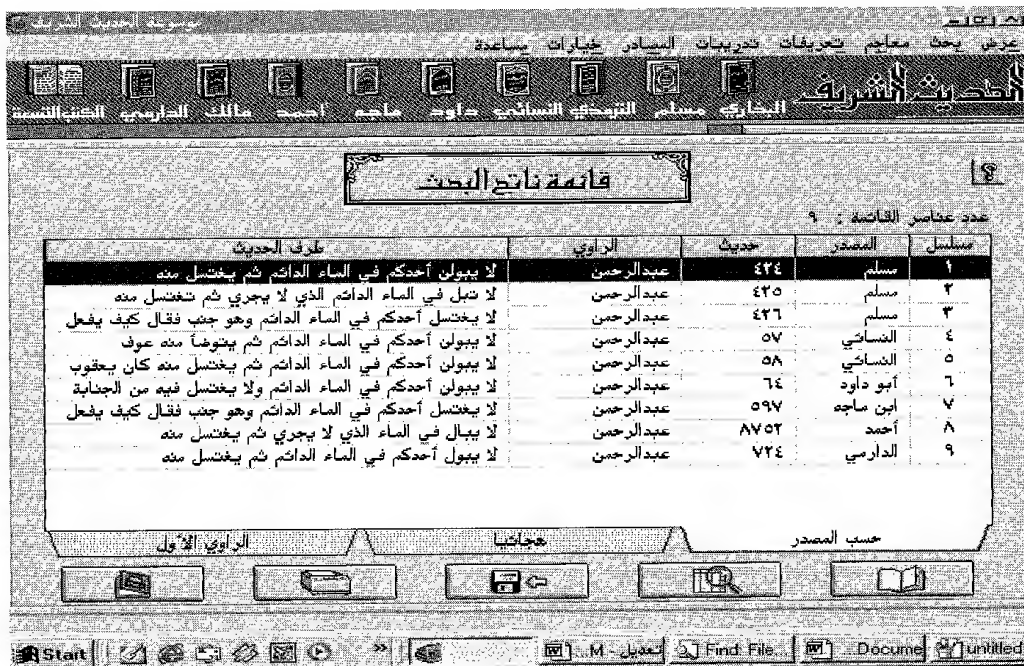 موسوعة الحديث الشريف
عرض بحث معاجم تعريفات تدريبات المصادر خيارات مساعدة
الحديث الشريف
البخاري مسلم الترمذي النسائي داود ماجه أحمد مالك الدارمي الكتب التسعة
قائمة ناتج البحث
عدد عناصر القائمة : ٩
مسلسل المصدر حديث الراوي طرف الحديث
١ مسلم ٤٢٤ عبدالرحمن لا يبولن أحدكم في الماء الدائم ثم يغتسل منه
٢ مسلم ٤٢٥ عبدالرحمن لا تبل في الماء الدائم الذي لا يجري ثم تغتسل منه
٣ مسلم ٤٢٦ عبدالرحمن لا يغتسل أحدكم في الماء الدائم وهو جنب فقال كيف يفعل
٤ النسائي ٥٧ عبدالرحمن لا يبولن أحدكم في الماء الدائم ثم يتوضأ منه عوف
٥ النسائي ٥٨ عبدالرحمن لا يبولن أحدكم في الماء الدائم ثم يغتسل منه كان يعقوب
٦ أبو داود ٦٤ عبدالرحمن لا يبولن أحدكم في الماء الدائم ولا يغتسل فيه من الجنابة
٧ ابن ماجه ٥٩٧ عبدالرحمن لا يغتسل أحدكم في الماء الدائم وهو جنب فقال كيف يفعل
٨ أحمد ٨٧٥٢ عبدالرحمن لا يبال في الماء الذي لا يجري ثم يغتسل منه
٩ الدارمي ٧٢٤ عبدالرحمن لا يبول أحدكم في الماء الدائم ثم يغتسل منه
حسب المصدر هجائيا الراوي الأول
Start تعديل - M... Find: File... Docume untitled